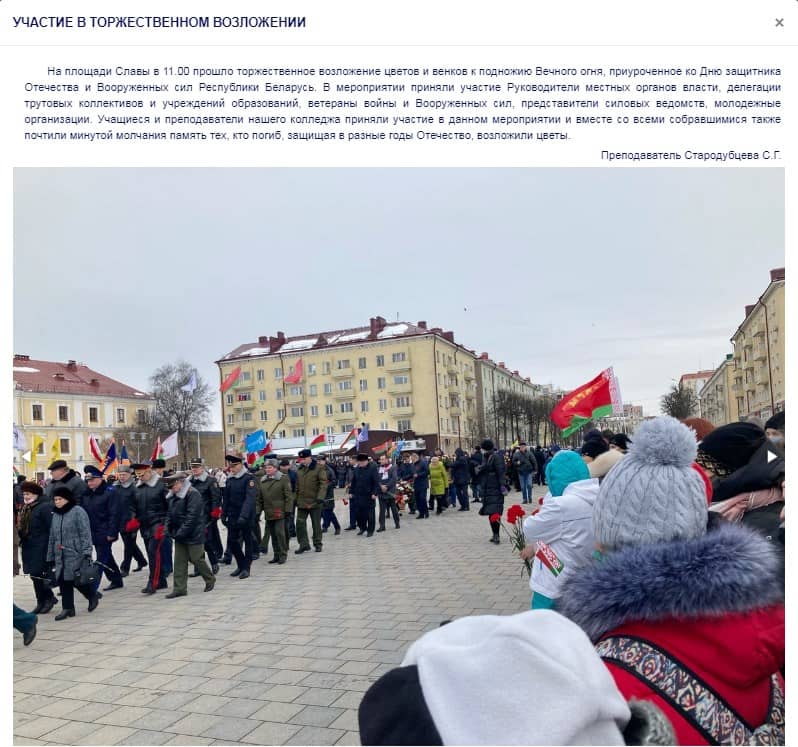 УЧАСТИЕ В ТОРЖЕСТВЕННОМ ВОЗЛОЖЕНИИ
На площади Славы в 11.00 прошло торжественное возложение цветов и венков к подножию Вечного огня, приуроченное ко Дню защитника
Отечества и Вооруженных сил Республики Беларусь. В мероприятии приняли участие Руководители местных органов власти, делегации
трутовых коллективов и учреждений образований, ветераны войны и Вооруженных сил, представители силовых ведомств, молодежные
организации. Учащиеся и преподаватели нашего колледжа приняли участие в данном мероприятии и вместе со всеми собравшимися также
почтили минутой молчания память тех, кто погиб, защищая в разные годы Отечество, возложили цветы.
Преподаватель Стародубцева С.Г.